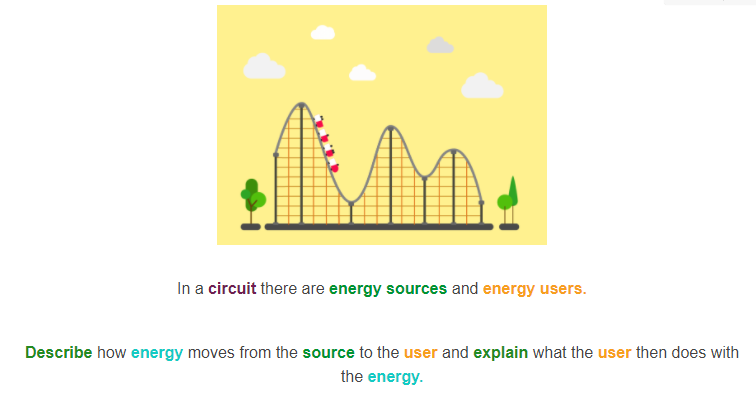 In a circuit there are energy sources and energy users.
Describe how energy moves from the source to the user and explain what the user then does with
the energy.